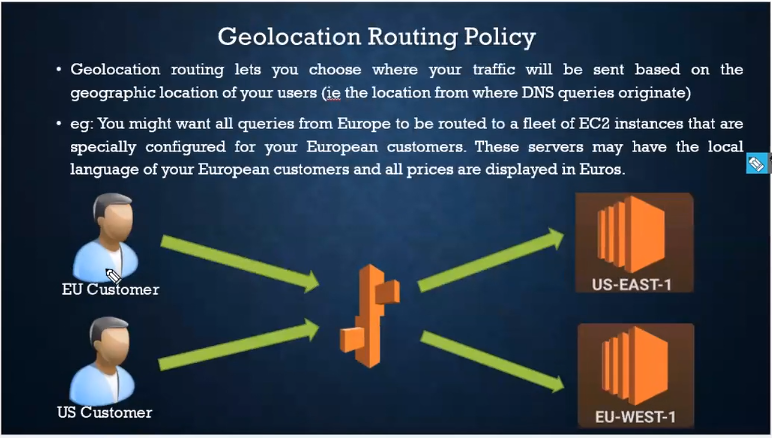 Geolocation Routing Policy
• Geolocation routing lets you choose where your traffic will be sent based on the
geographic location of your users (ie the location from where DNS queries originate)
• eg: You might want all queries from Europe to be routed to a fleet of EC2 instances that are
specially configured for your European customers. These servers may have the local
language of your European customers and all prices are displayed in Euros.
EU Customer
US-EAST-1
US Customer
EU-WEST-1